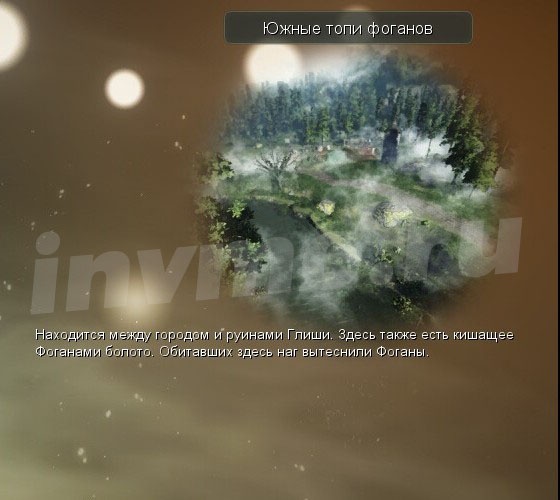 Южные топи фоганов
Находится между городом и руинами Глиши. Здесь также есть кишащее
Фоганами болото. Обитавших здесь наг вытеснили Фоганы.